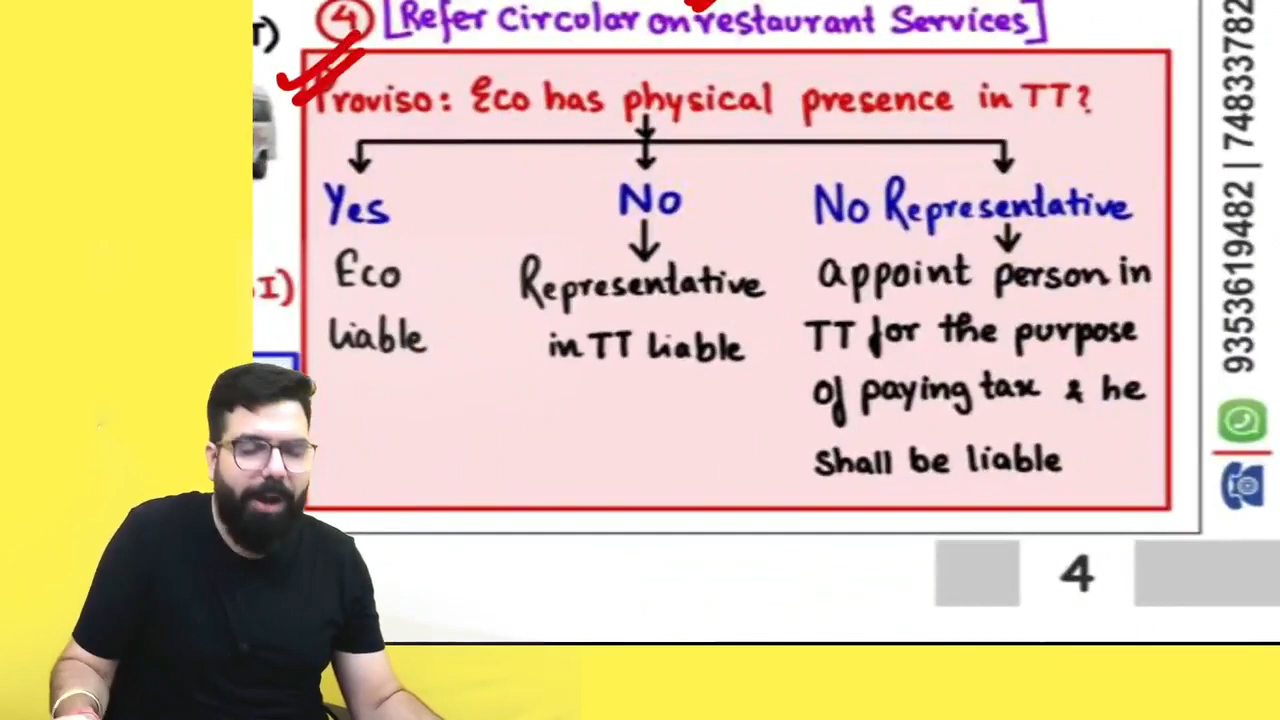 ④ [Refer Circular on restaurant Services]
Proviso: Eco has physical presence in TT?
Yes
Eco
liable
No
Representative
in TT liable
No Representative
appoint person in
TT for the purpose
of paying tax & he
shall be liable
I)
4
9353619482 | 74833782